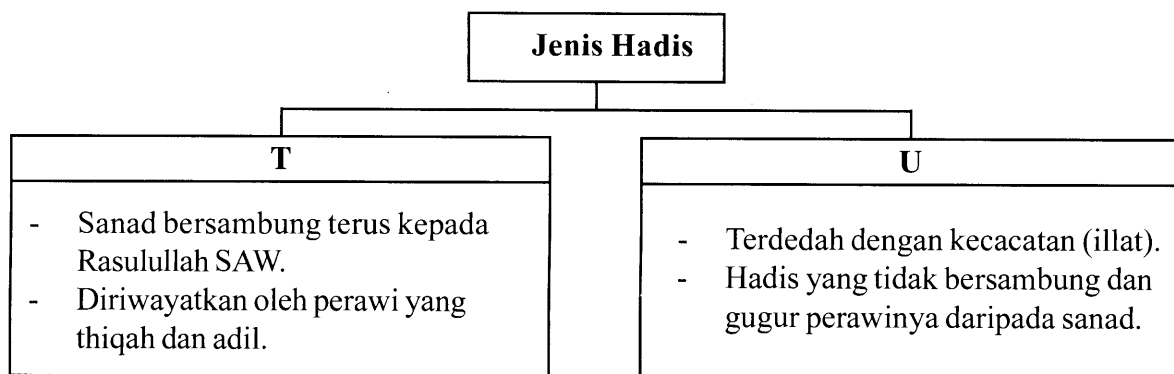 Jenis Hadis
T
- Sanad bersambung terus kepada
Rasulullah SAW.
- Diriwayatkan oleh perawi yang
thiqah dan adil.
U
- Terdedah dengan kecacatan (illat).
- Hadis yang tidak bersambung dan
gugur perawinya daripada sanad.